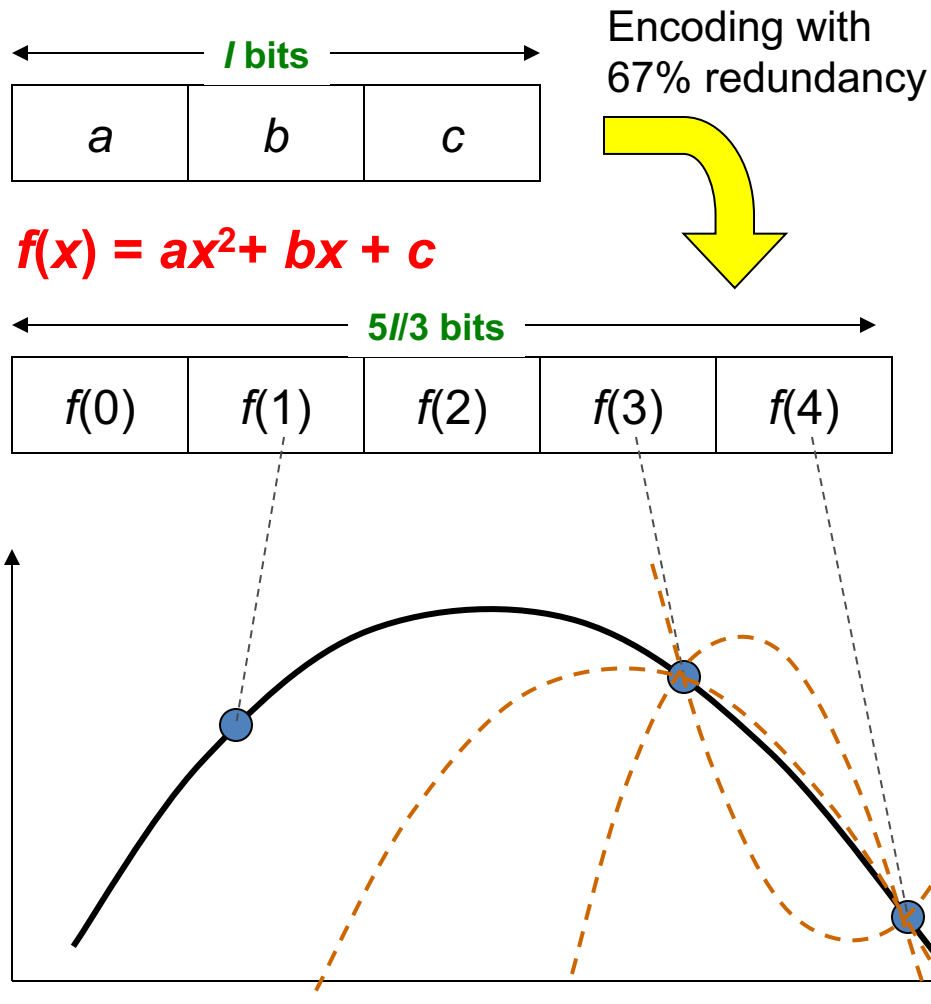 l bits
Encoding with
67% redundancy
a b c
f(x) = ax²+ bx + c
5l/3 bits
f(0) f(1) f(2) f(3) f(4)